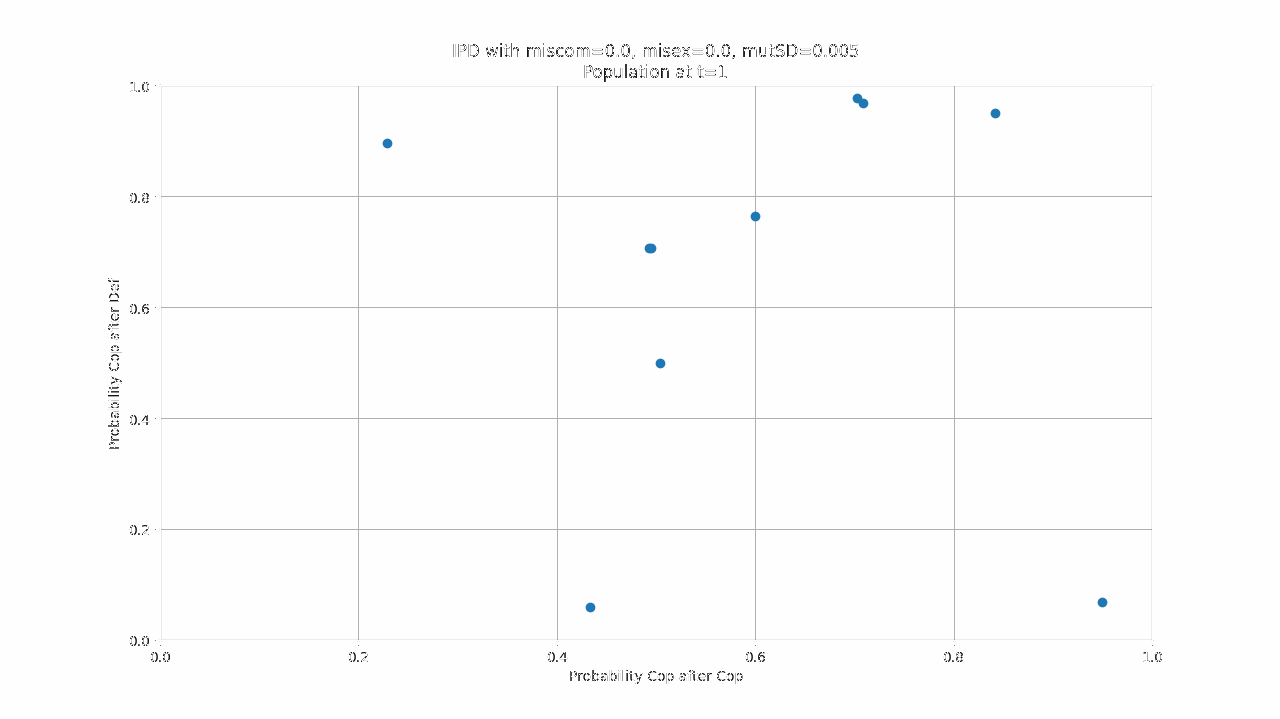 IPD with miscom=0.0, misex=0.0, mutSD=0.005
Population at t=1
1.0
0.8
0.6
0.4
0.2
0.0
Probability Cop after Def
0.0 0.2 0.4 0.6 0.8 1.0
Probability Cop after Cop